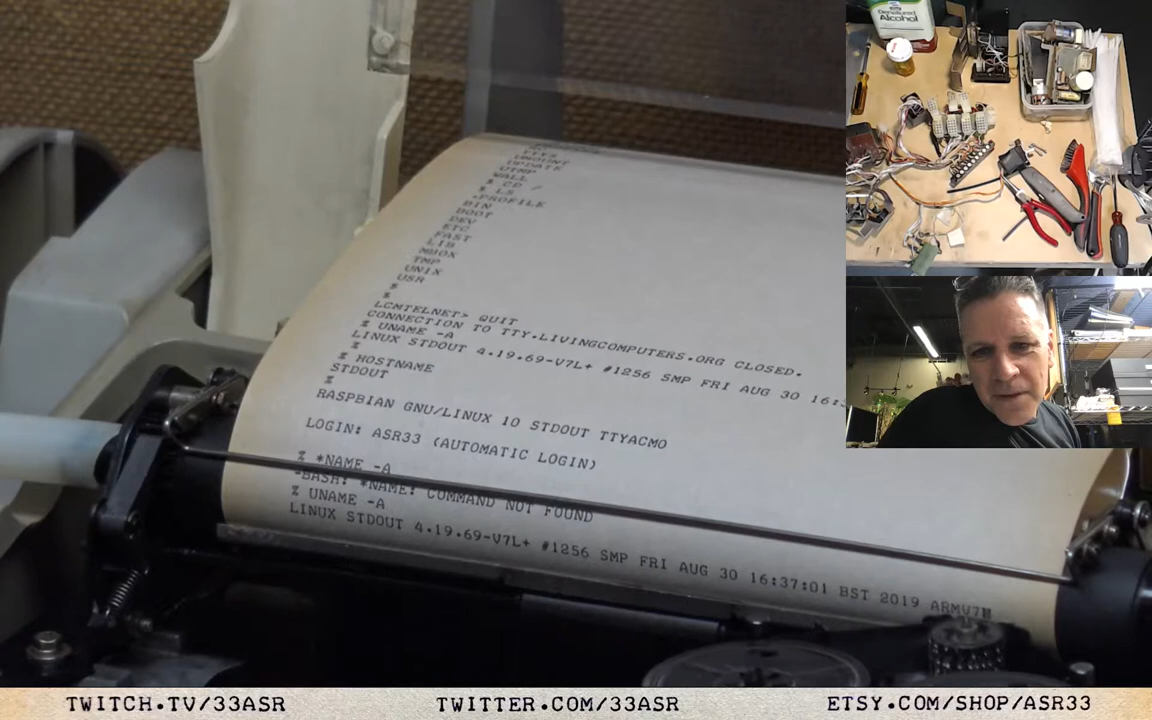 UMOUNT
UPDATE
UTMP
WALL
$ CD /
$ LS
.PROFILE
BIN
BOOT
DEV
ETC
FAST
LIB
MBOX
TMP
UNIX
USR
$
%
LCMTELNET> QUIT
CONNECTION TO TTY.LIVINGCOMPUTERS.ORG CLOSED.
% UNAME -A
LINUX STDOUT 4.19.69-V7L+ #1256 SMP FRI AUG 30 16:
%
% HOSTNAME
STDOUT
%
RASPBIAN GNU/LINUX 10 STDOUT TTYACM0
LOGIN: ASR33 (AUTOMATIC LOGIN)
% *NAME -A
-BASH: *NAME: COMMAND NOT FOUND
% UNAME -A
LINUX STDOUT 4.19.69-V7L+ #1256 SMP FRI AUG 30 16:37:01 BST 2019
Denatured
Alcohol
TWITCH.TV/33ASR
TWITTER.COM/33ASR
ETSY.COM/SHOP/ASR33